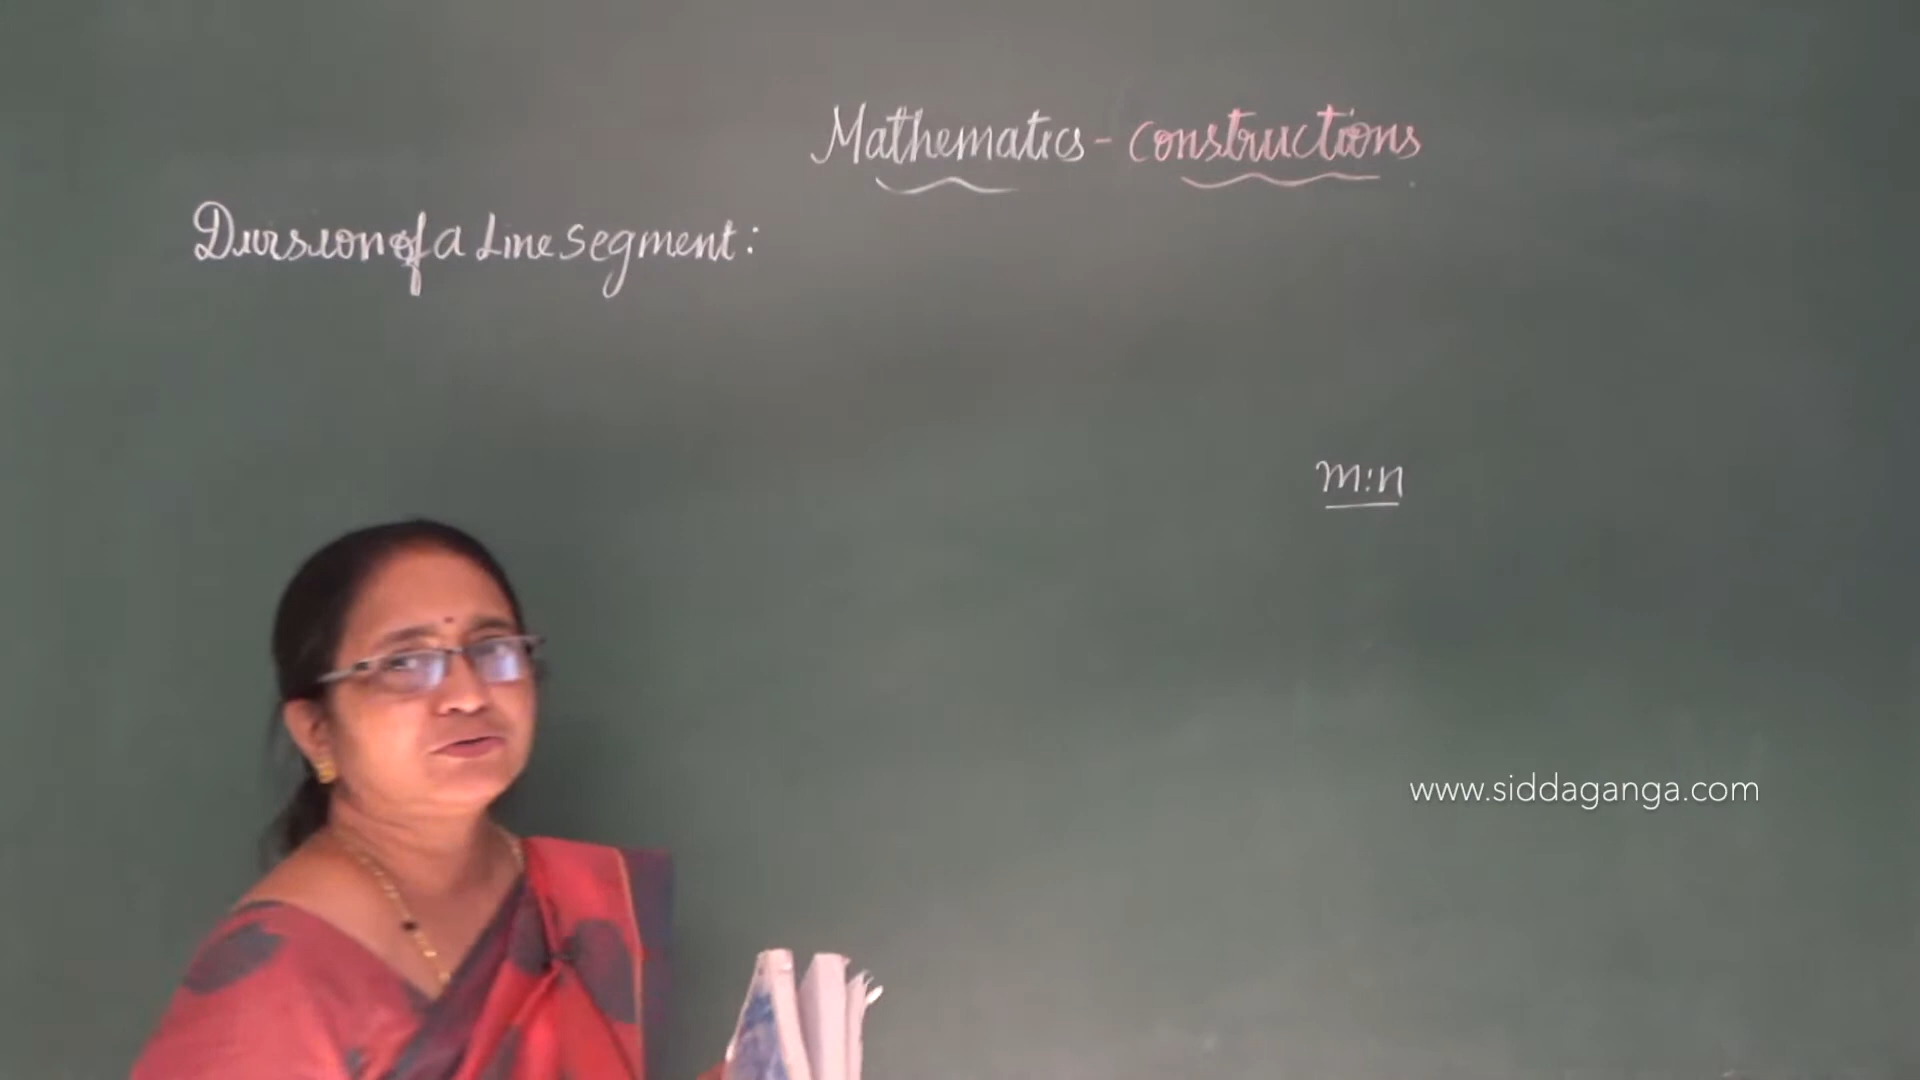 Mathematics - Constructions
Division of a Line Segment:
m:n
www.siddaganga.com